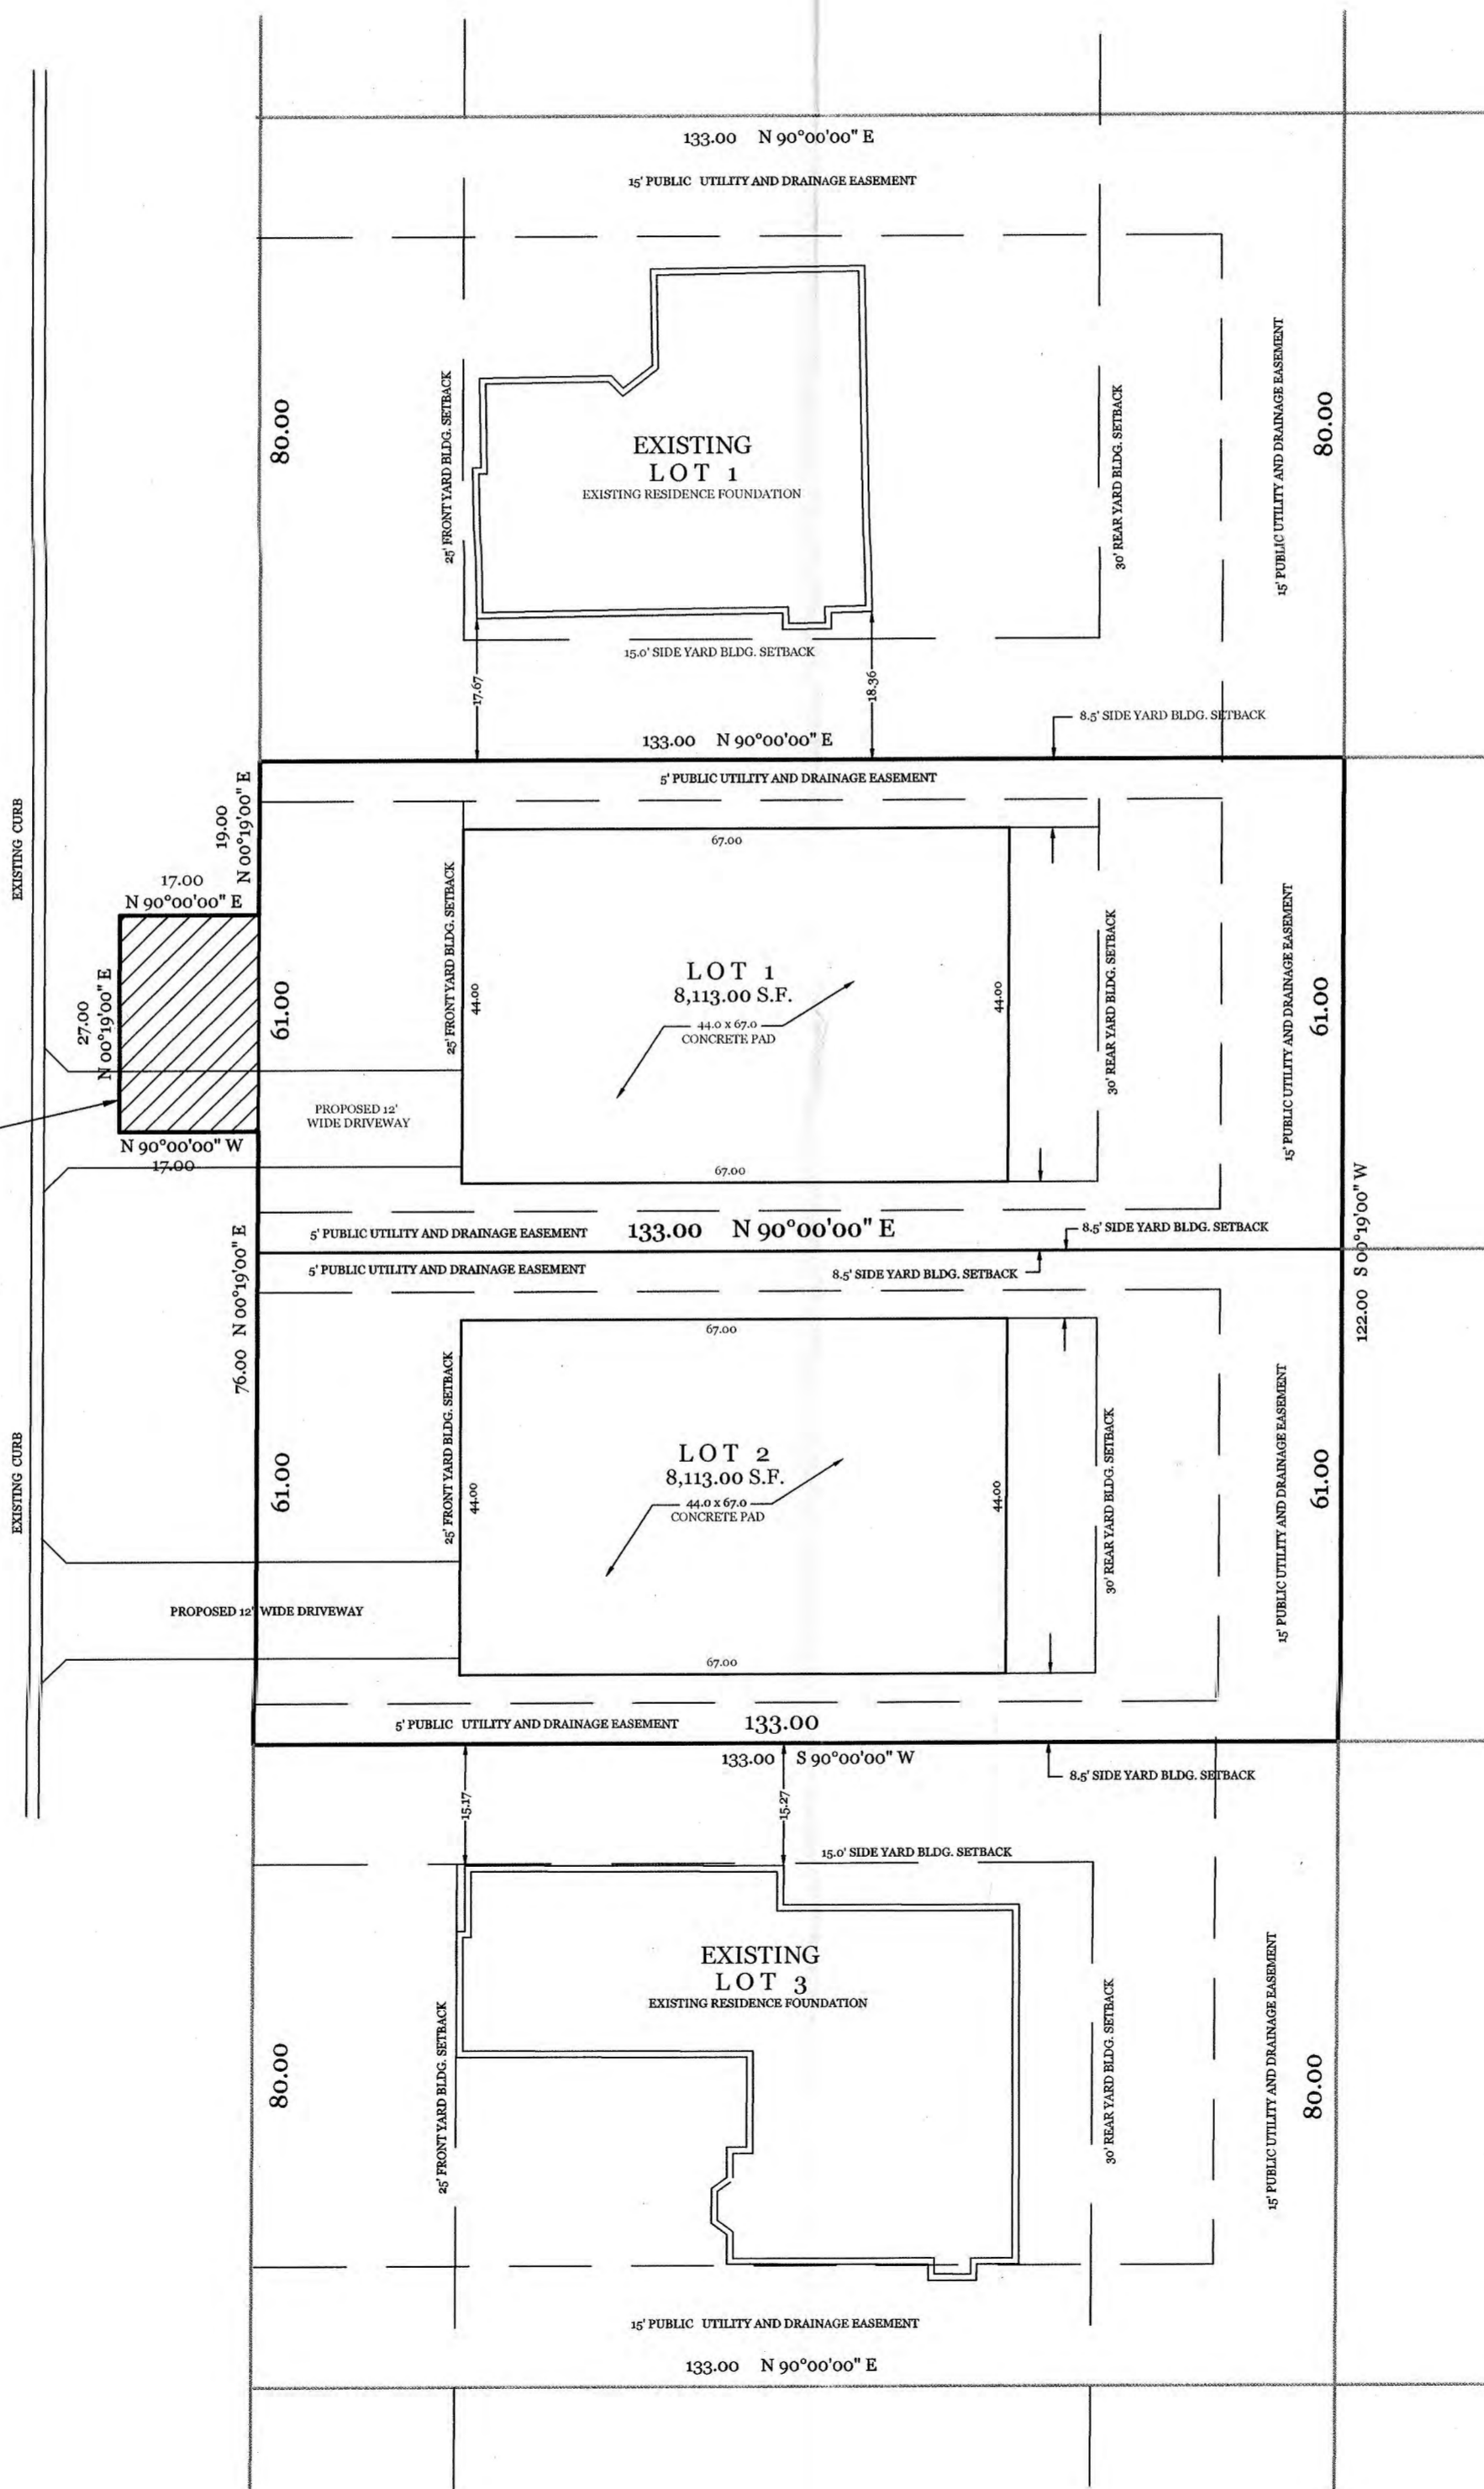 133.00 N 90°00'00" E
15' PUBLIC UTILITY AND DRAINAGE EASEMENT
80.00
25' FRONT YARD BLDG. SETBACK
EXISTING
LOT 1
EXISTING RESIDENCE FOUNDATION
30' REAR YARD BLDG. SETBACK
15' PUBLIC UTILITY AND DRAINAGE EASEMENT
80.00
15.0' SIDE YARD BLDG. SETBACK
17.67
18.36
8.5' SIDE YARD BLDG. SETBACK
133.00 N 90°00'00" E
5' PUBLIC UTILITY AND DRAINAGE EASEMENT
EXISTING CURB
19.00
N 00°19'00" E
17.00
N 90°00'00" E
27.00
N 00°19'00" E
N 90°00'00" W
17.00
61.00
25' FRONT YARD BLDG. SETBACK
67.00
44.00
LOT 1
8,113.00 S.F.
44.0 X 67.0
CONCRETE PAD
44.00
67.00
30' REAR YARD BLDG. SETBACK
15' PUBLIC UTILITY AND DRAINAGE EASEMENT
61.00
PROPOSED 12'
WIDE DRIVEWAY
5' PUBLIC UTILITY AND DRAINAGE EASEMENT
133.00 N 90°00'00" E
8.5' SIDE YARD BLDG. SETBACK
5' PUBLIC UTILITY AND DRAINAGE EASEMENT
8.5' SIDE YARD BLDG. SETBACK
76.00 N 00°19'00" E
122.00 S 00°19'00" W
EXISTING CURB
61.00
25' FRONT YARD BLDG. SETBACK
67.00
44.00
LOT 2
8,113.00 S.F.
44.0 X 67.0
CONCRETE PAD
44.00
67.00
30' REAR YARD BLDG. SETBACK
15' PUBLIC UTILITY AND DRAINAGE EASEMENT
61.00
PROPOSED 12' WIDE DRIVEWAY
5' PUBLIC UTILITY AND DRAINAGE EASEMENT
133.00
133.00 S 90°00'00" W
8.5' SIDE YARD BLDG. SETBACK
15.17
15.27
15.0' SIDE YARD BLDG. SETBACK
EXISTING
LOT 3
EXISTING RESIDENCE FOUNDATION
80.00
25' FRONT YARD BLDG. SETBACK
30' REAR YARD BLDG. SETBACK
15' PUBLIC UTILITY AND DRAINAGE EASEMENT
80.00
15' PUBLIC UTILITY AND DRAINAGE EASEMENT
133.00 N 90°00'00" E